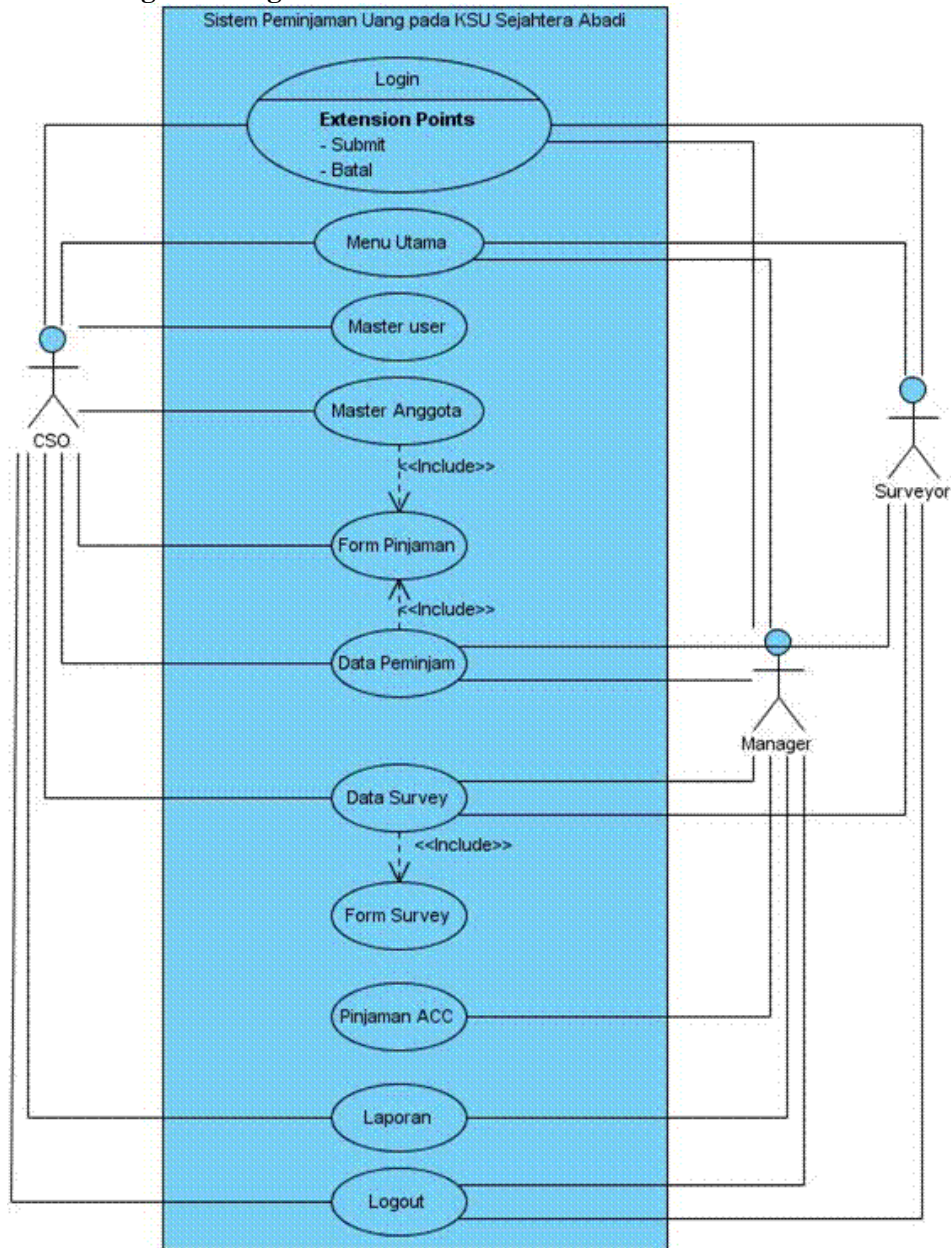 Sistem Peminjaman Uang pada KSU Sejahtera Abadi
Login
Extension Points
- Submit
- Batal
Menu Utama
Master user
Master Anggota
CSO
<<Include>>
Surveyor
Form Pinjaman
<<Include>>
Data Peminjam
Manager
Data Survey
<<Include>>
Form Survey
Pinjaman ACC
Laporan
Logout